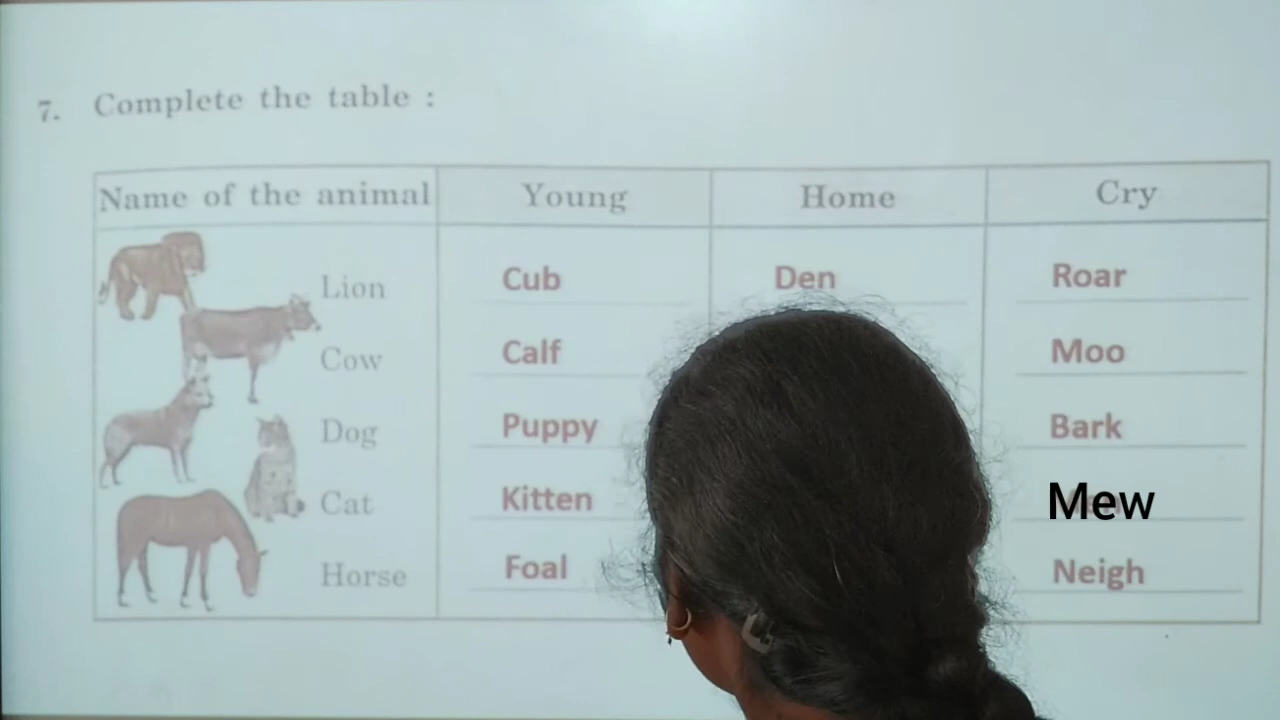 7. Complete the table :
Name of the animal Young Home Cry
Lion Cub Den Roar
Cow Calf Moo
Dog Puppy Bark
Cat Kitten Mew
Horse Foal Neigh